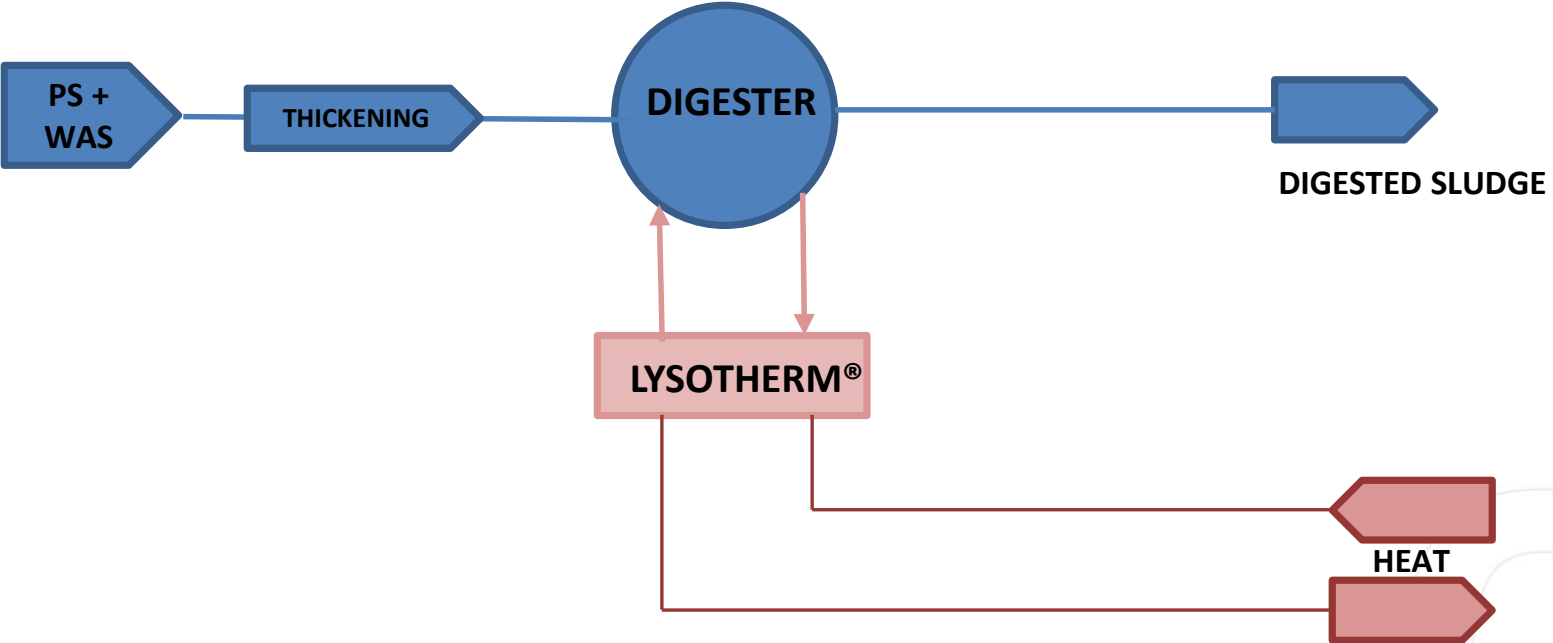 PS +
WAS
THICKENING
DIGESTER
DIGESTED SLUDGE
LYSOTHERM®
HEAT